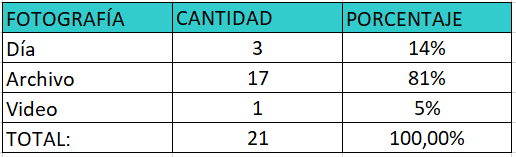 FOTOGRAFÍA CANTIDAD PORCENTAJE
Día 3 14%
Archivo 17 81%
Video 1 5%
TOTAL: 21 100,00%